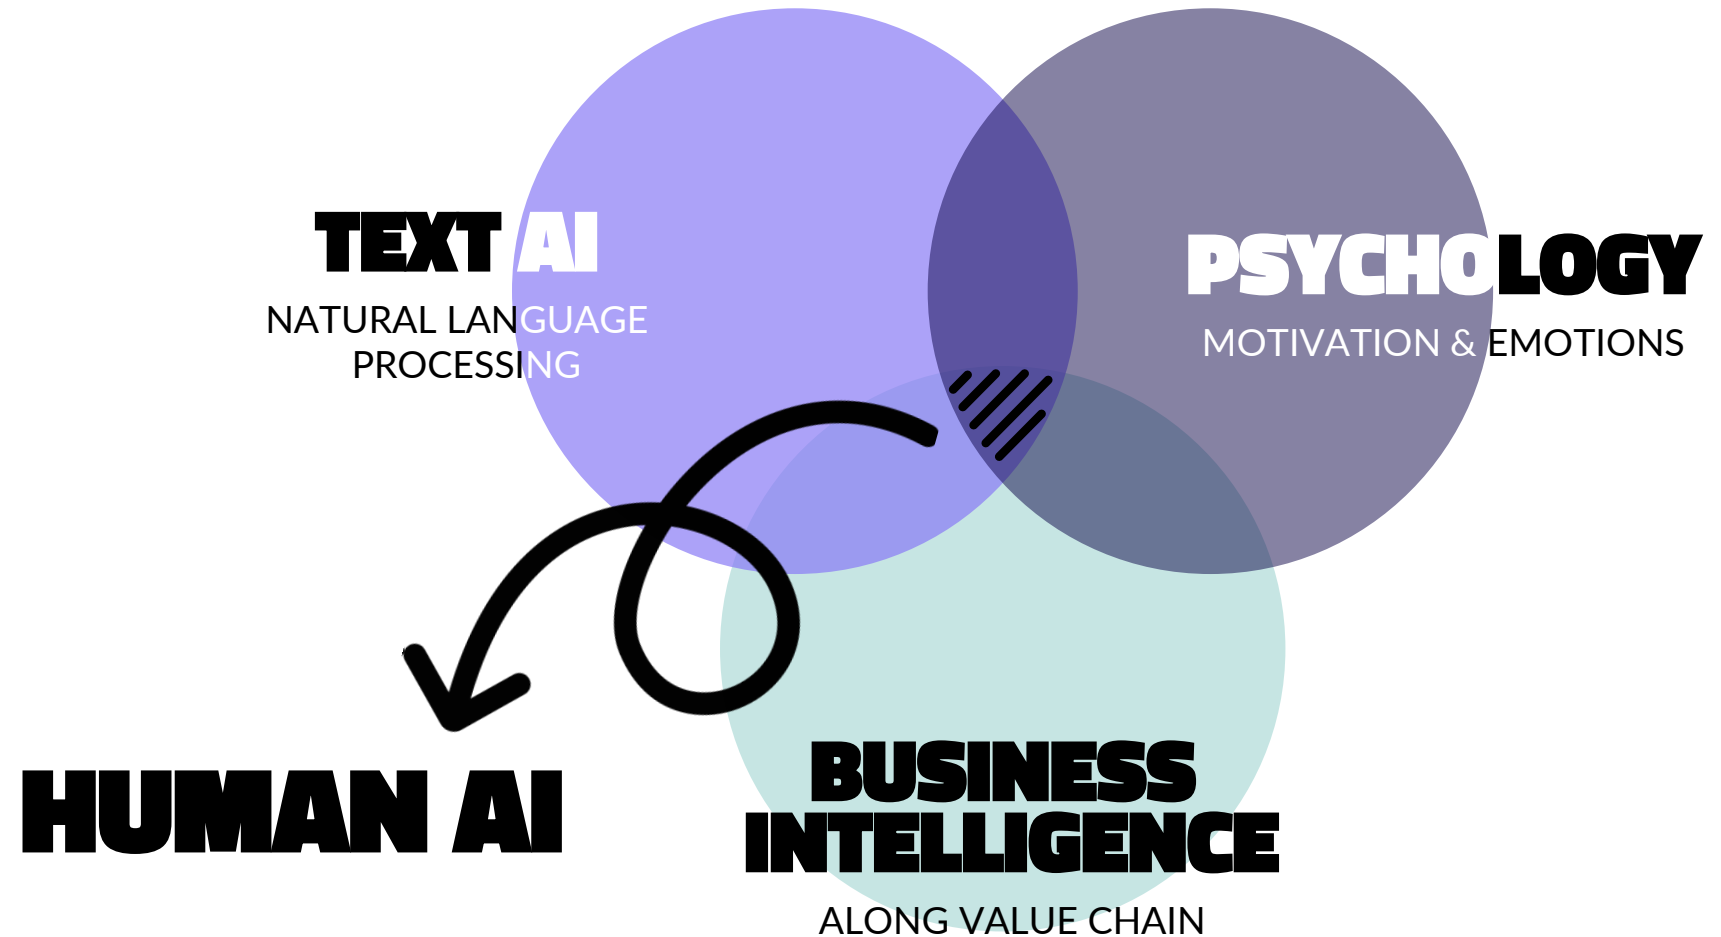 TEXT AI
NATURAL LANGUAGE
PROCESSING
PSYCHOLOGY
MOTIVATION & EMOTIONS
HUMAN AI
BUSINESS
INTELLIGENCE
ALONG VALUE CHAIN